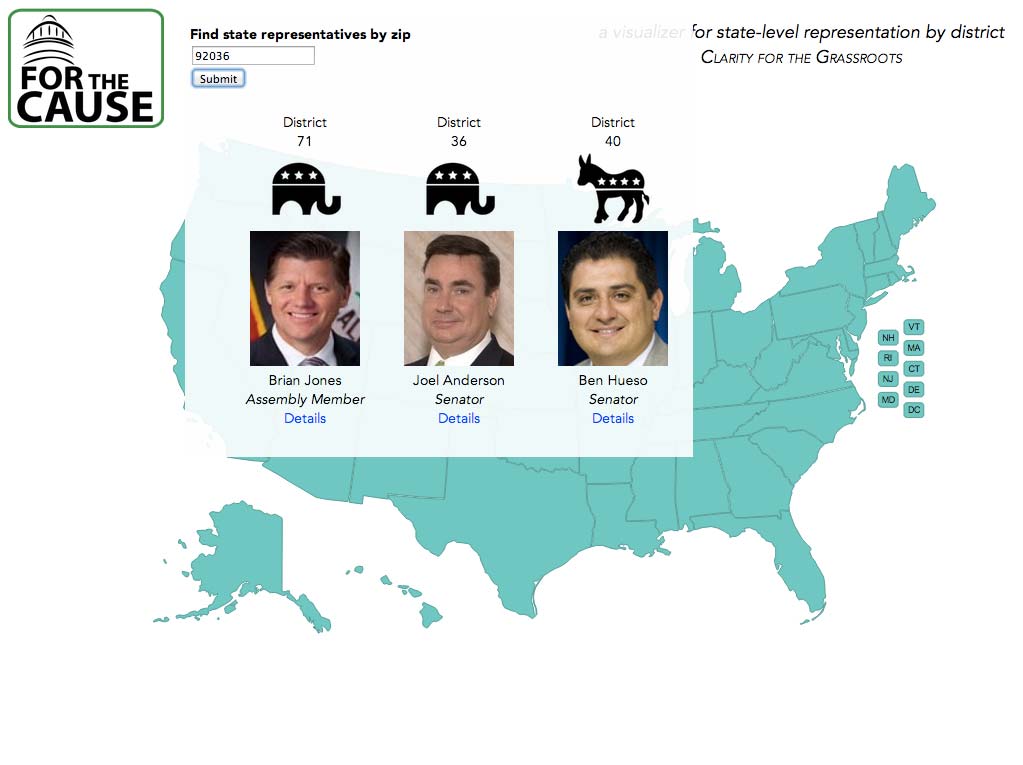 FOR THE
CAUSE
Find state representatives by zip
92036
Submit
a visualizer for state-level representation by district
CLARITY FOR THE GRASSROOTS
District
71
District
36
District
40
Brian Jones
Assembly Member
Details
Joel Anderson
Senator
Details
Ben Hueso
Senator
Details
VT
NH
MA
RI
CT
NJ
DE
MD
DC